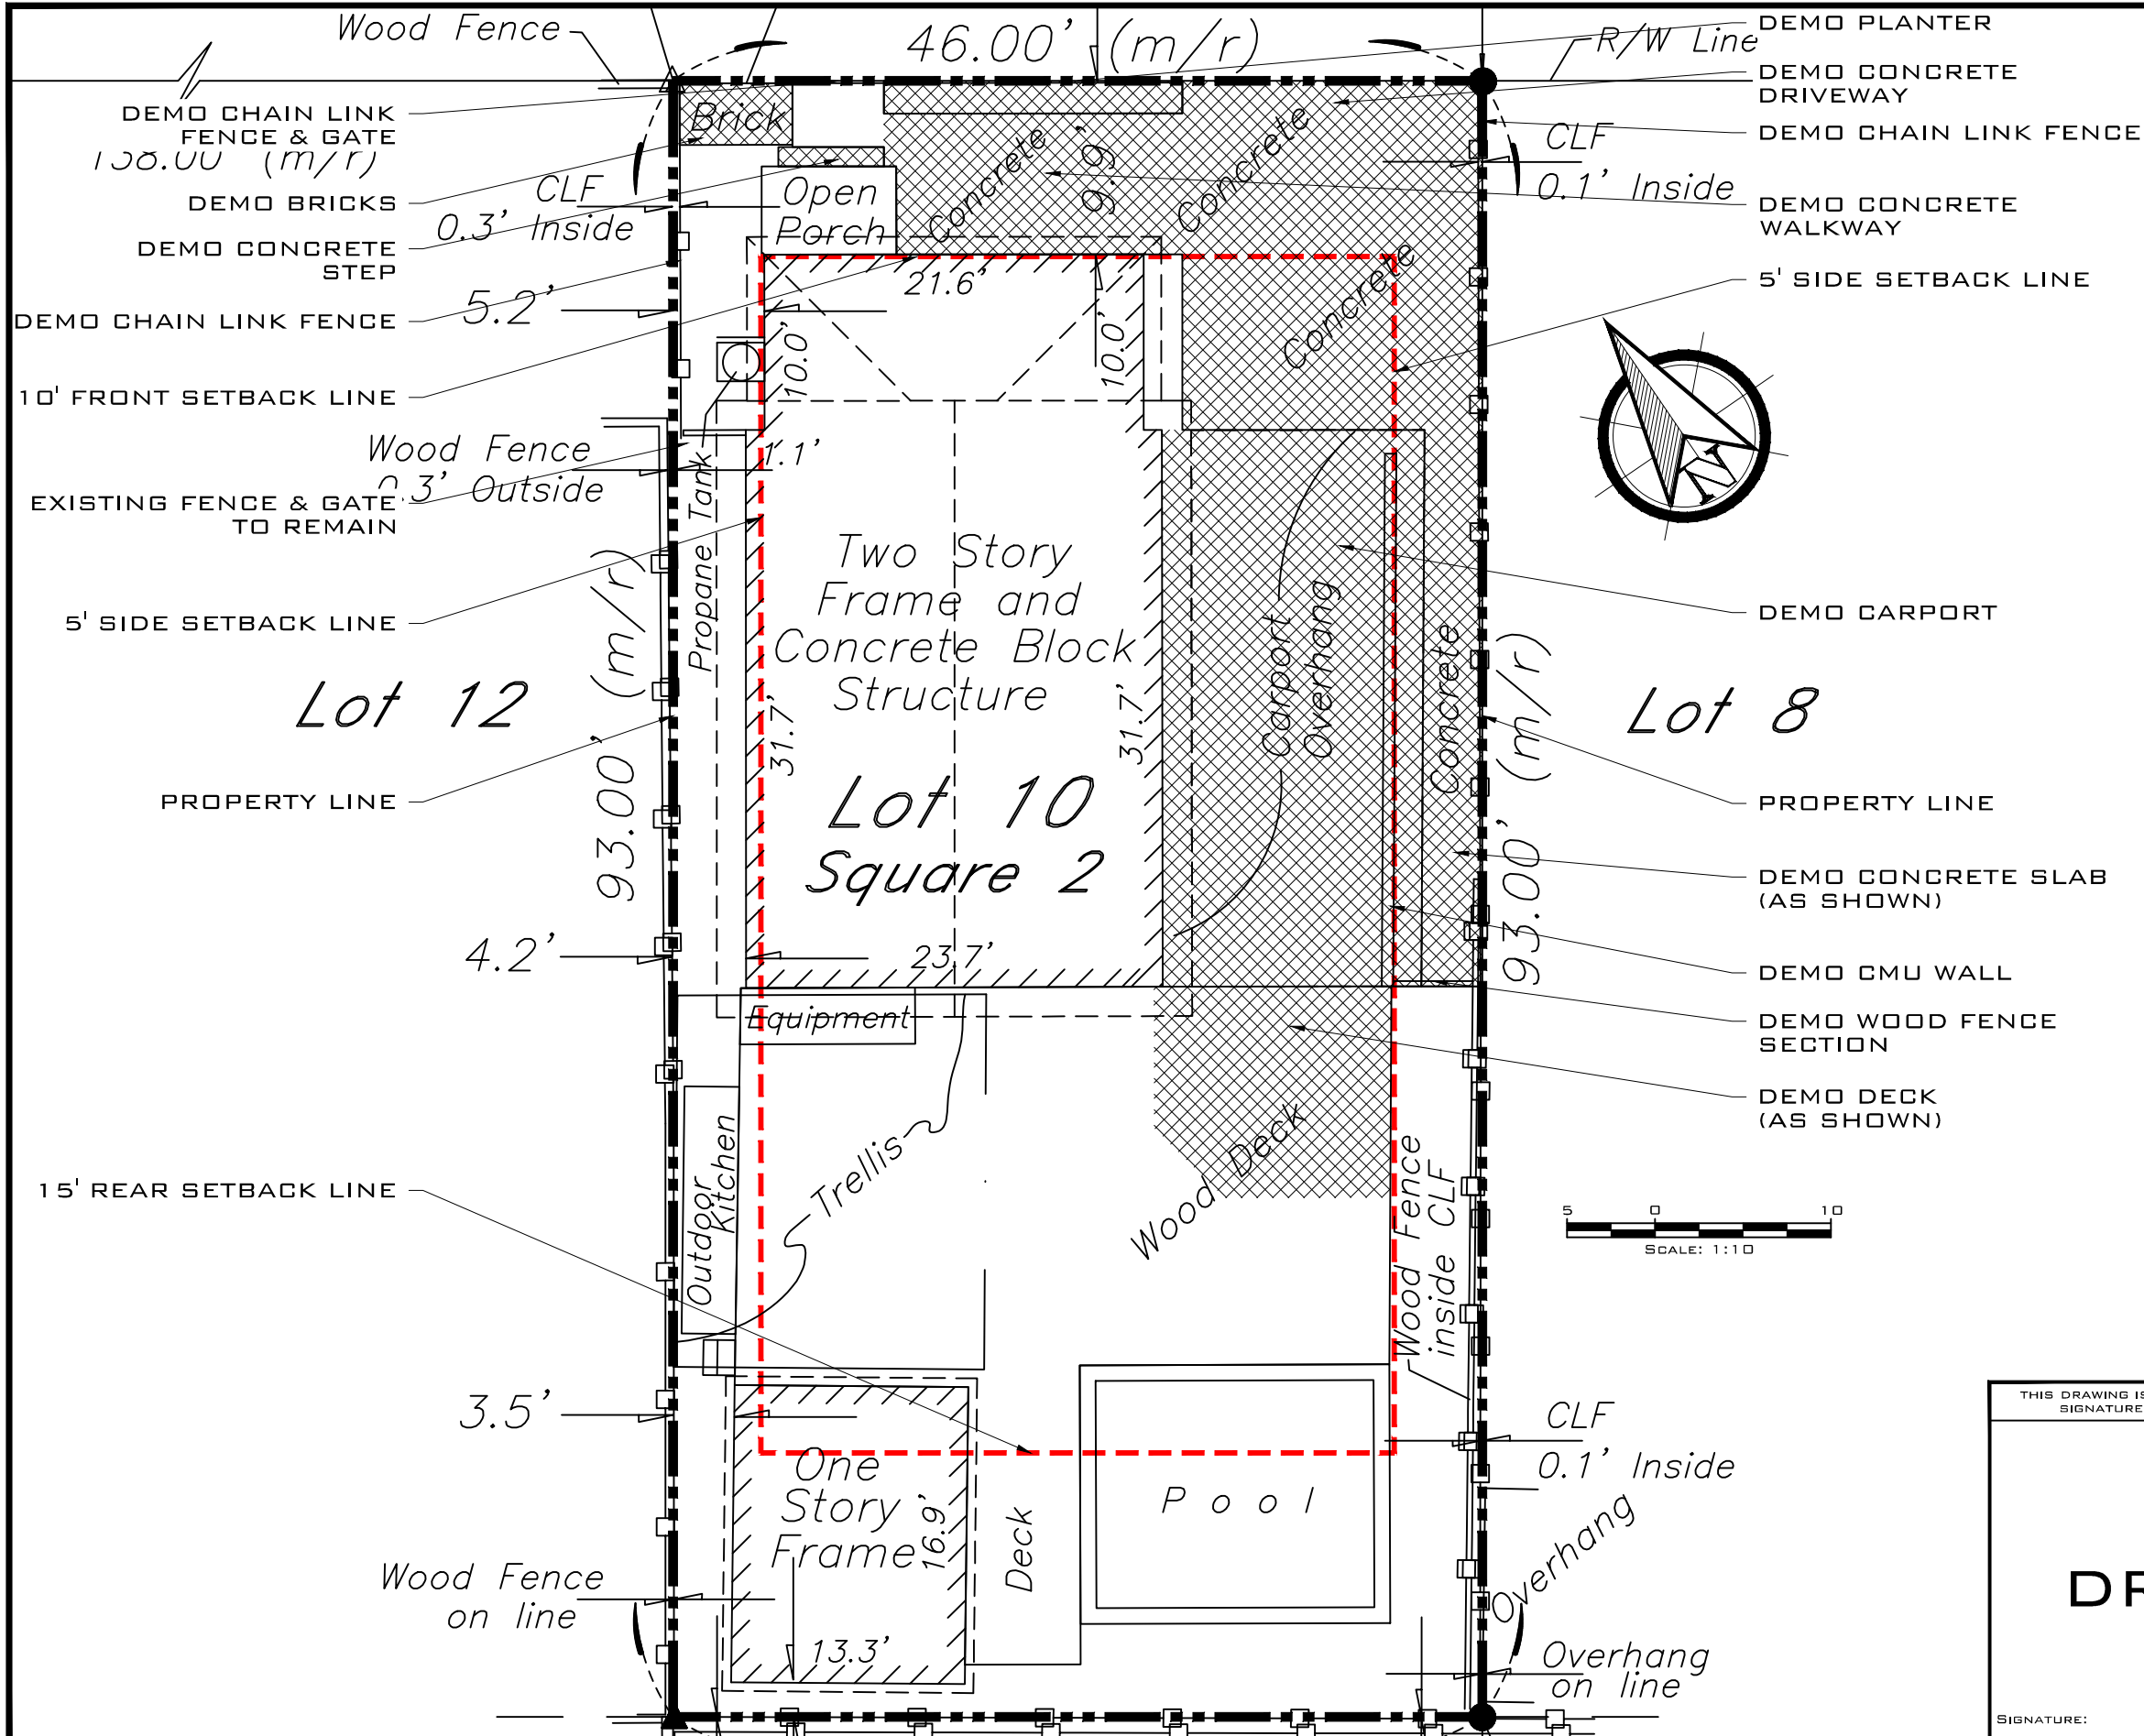 Wood Fence
46.00' (m/r)
R/W Line
DEMO PLANTER
DEMO CONCRETE
DRIVEWAY
DEMO CHAIN LINK FENCE
DEMO CHAIN LINK
FENCE & GATE
138.00 (m/r)
DEMO BRICKS
DEMO CONCRETE
STEP
DEMO CHAIN LINK FENCE
10' FRONT SETBACK LINE
Brick
CLF
0.3' Inside
Open
Porch
Concrete
9.9'
Concrete
Concrete
CLF
0.1' Inside
DEMO CONCRETE
WALKWAY
5' SIDE SETBACK LINE
5.2'
21.6'
10.0'
10.0'
N
Wood Fence
0.3' Outside
1.1'
EXISTING FENCE & GATE
TO REMAIN
Propane Tank
Two Story
Frame and
Concrete Block
Structure
5' SIDE SETBACK LINE
93.00' (m/r)
Lot 12
31.7'
31.7'
Carport
Overhang
Concrete
DEMO CARPORT
Lot 8
93.00' (m/r)
PROPERTY LINE
PROPERTY LINE
Lot 10
Square 2
DEMO CONCRETE SLAB
(AS SHOWN)
4.2'
23.7'
DEMO CMU WALL
Equipment
DEMO WOOD FENCE
SECTION
DEMO DECK
(AS SHOWN)
Outdoor
Kitchen
Trellis
Wood Deck
Wood Fence
inside CLF
15' REAR SETBACK LINE
5 0 10
SCALE: 1:10
3.5'
One
Story
Frame
16.9'
13.3'
Deck
Pool
CLF
0.1' Inside
Overhang
Wood Fence
on line
Overhang
on line
THIS DRAWING IS
SIGNATURE
DR
SIGNATURE: